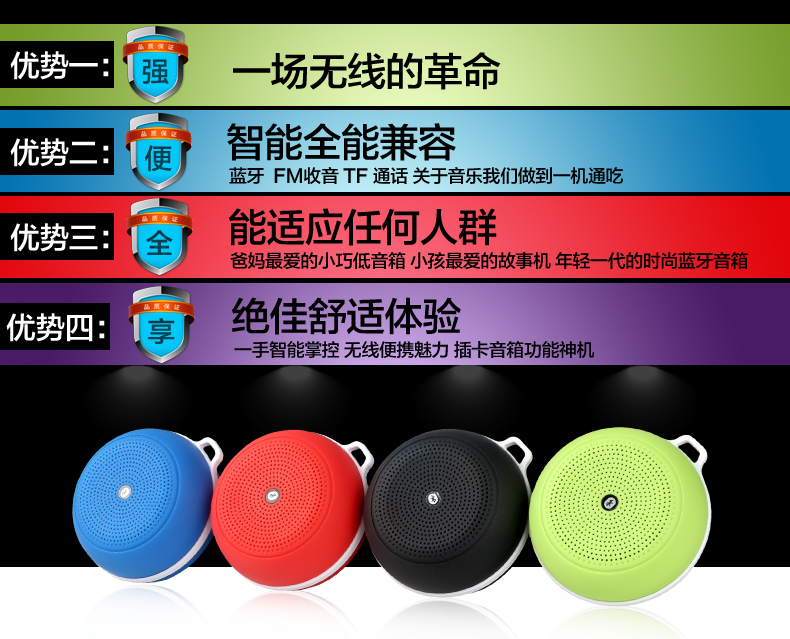 优势一：
品质保证
强
一场无线的革命
优势二：
品质保证
便
智能全能兼容
蓝牙 FM收音 TF 通话 关于音乐我们做到一机通吃
优势三：
品质保证
全
能适应任何人群
爸妈最爱的小巧低音箱 小孩最爱的故事机 年轻一代的时尚蓝牙音箱
优势四：
品质保证
享
绝佳舒适体验
一手智能掌控 无线便携魅力 插卡音箱功能神机